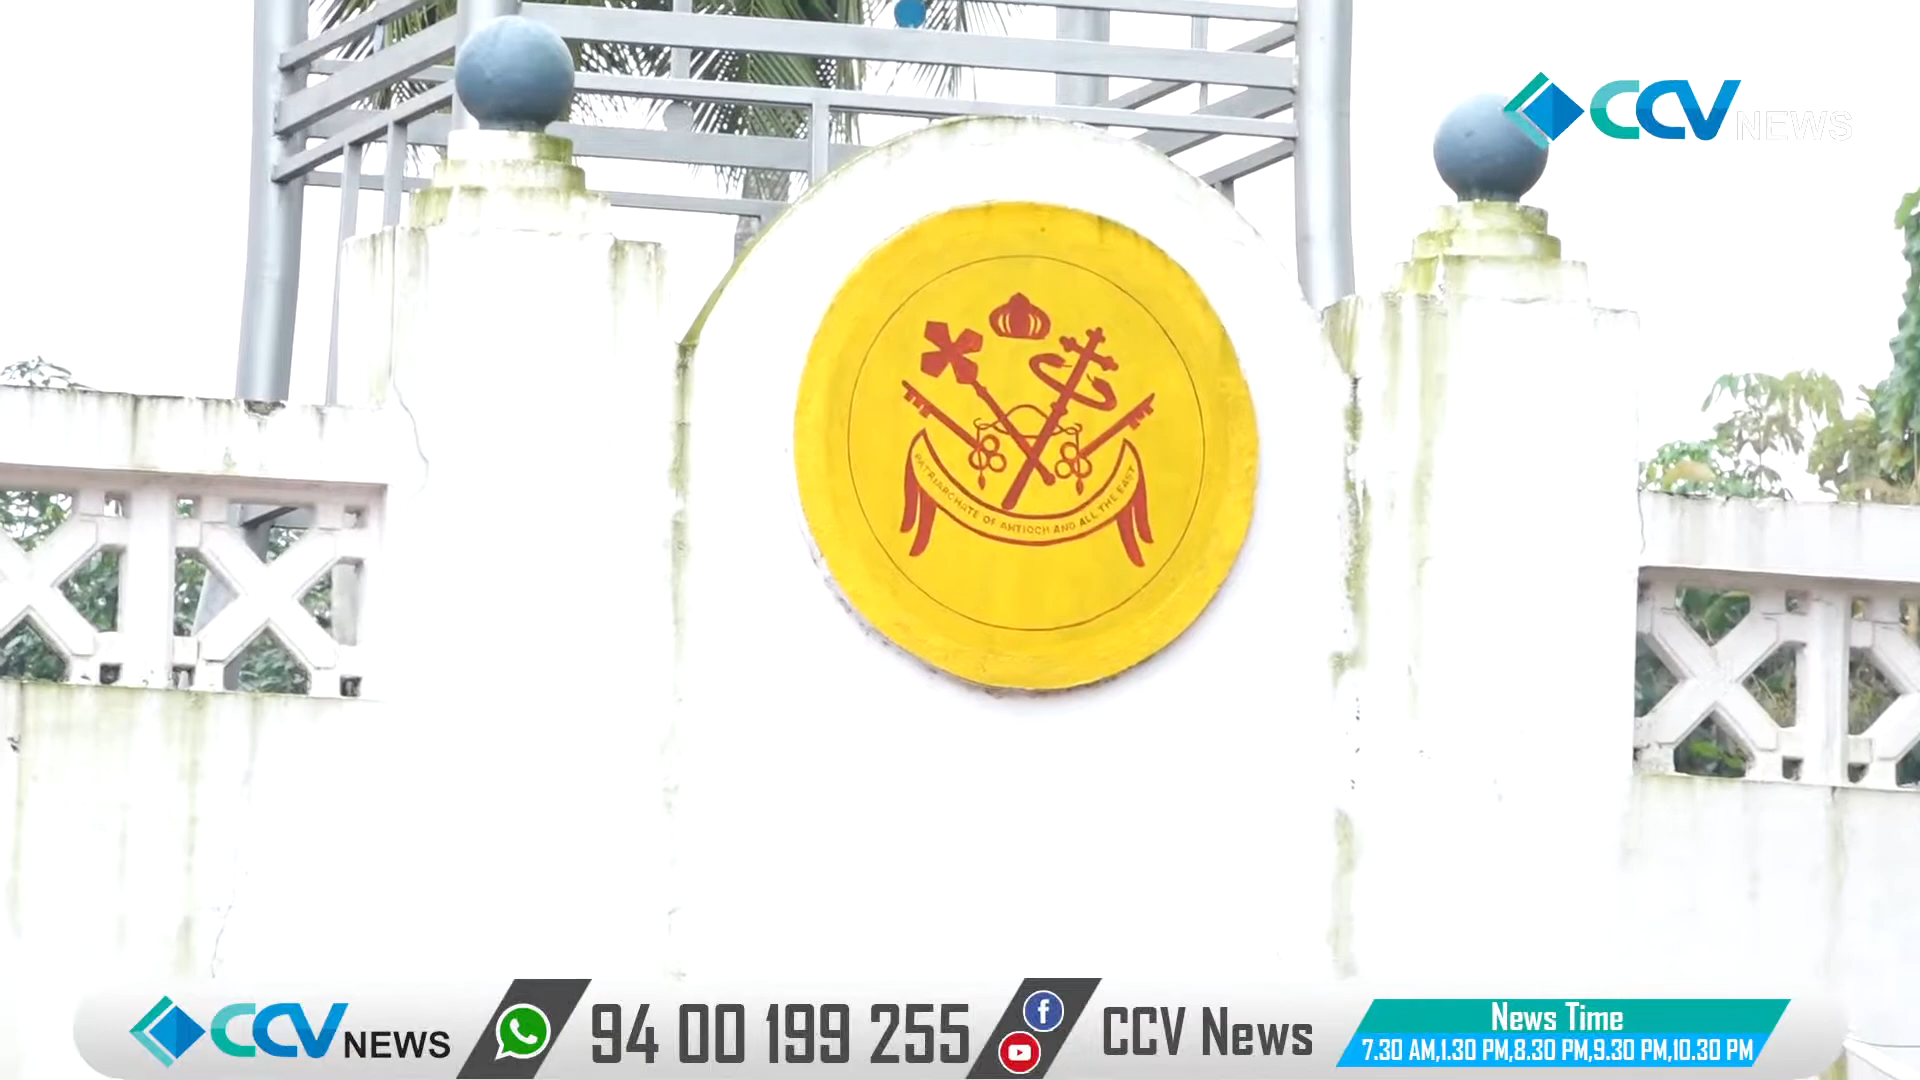 CCV NEWS
PATRIARCHATE OF ANTIOCH AND ALL THE EAST
CCV NEWS
94 00 199 255
CCV News
News Time
7.30 AM,1.30 PM,8.30 PM,9.30 PM,10.30 PM